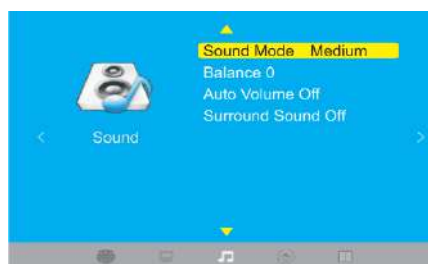 Sound Mode Medium
Balance 0
Auto Volume Off
Surround Sound Off
Sound